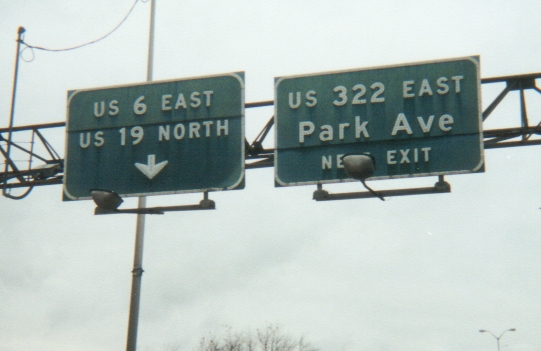 US 6 EAST
US 19 NORTH
US 322 EAST
Park Ave
EXIT